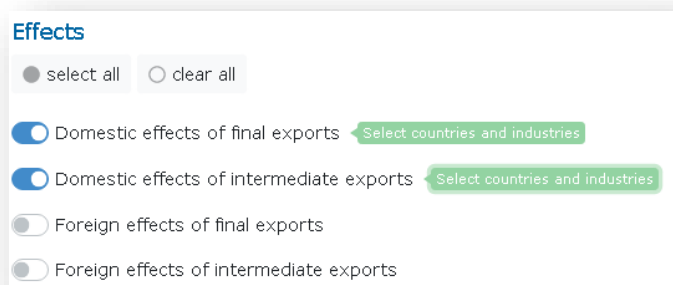 Effects
select all clear all
Domestic effects of final exports Select countries and industries
Domestic effects of intermediate exports Select countries and industries
Foreign effects of final exports
Foreign effects of intermediate exports